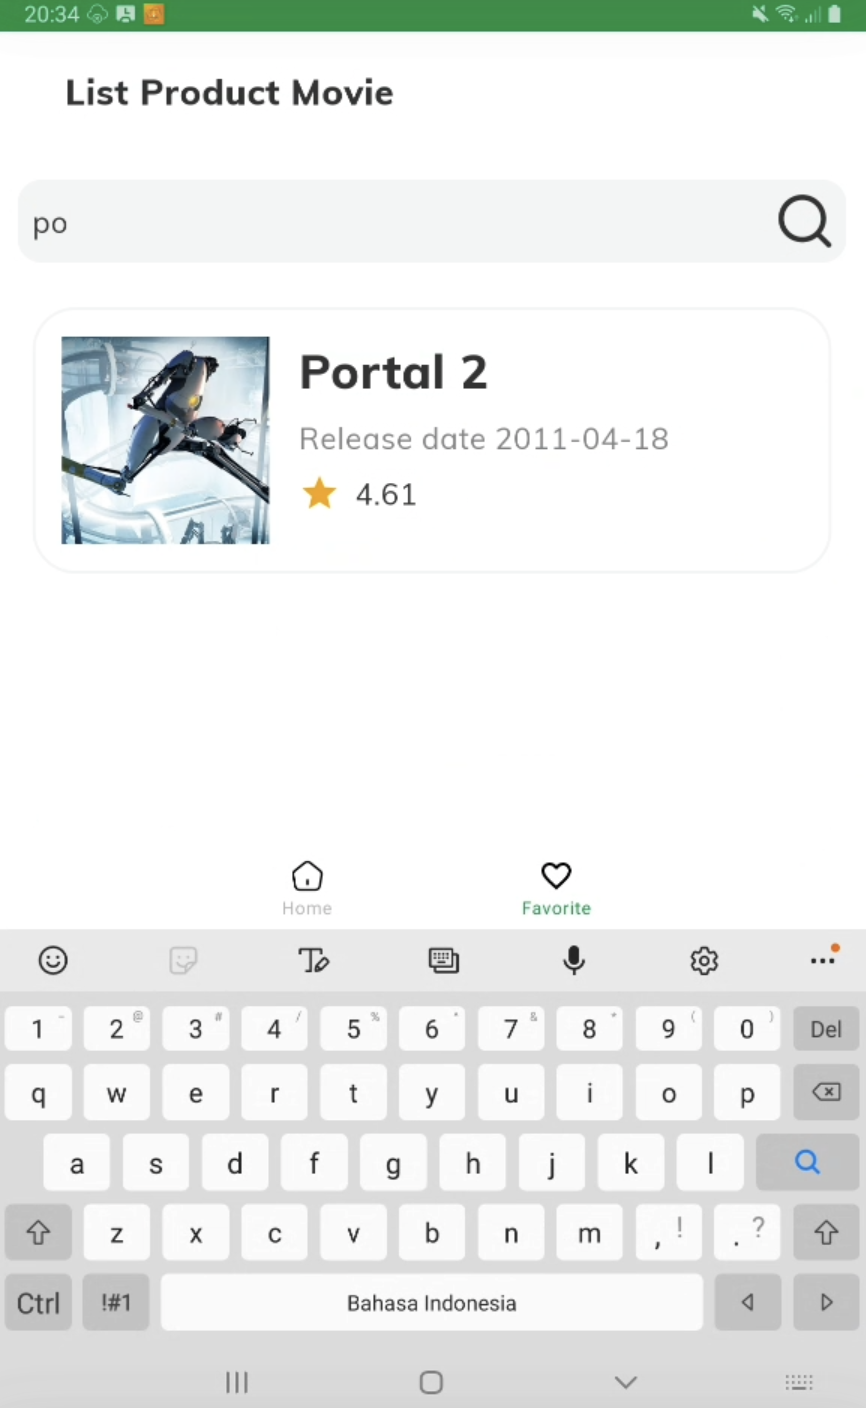 20:34
List Product Movie
po
Portal 2
Release date 2011-04-18
4.61
Home
Favorite
1 - 2 @ 3 # 4 / 5 % 6 ^ 7 & 8 * 9 ( 0 ) Del
q w e r t y u i o p
a s d f g h j k l
z x c v b n m , ! . ?
Ctrl !#1 Bahasa Indonesia